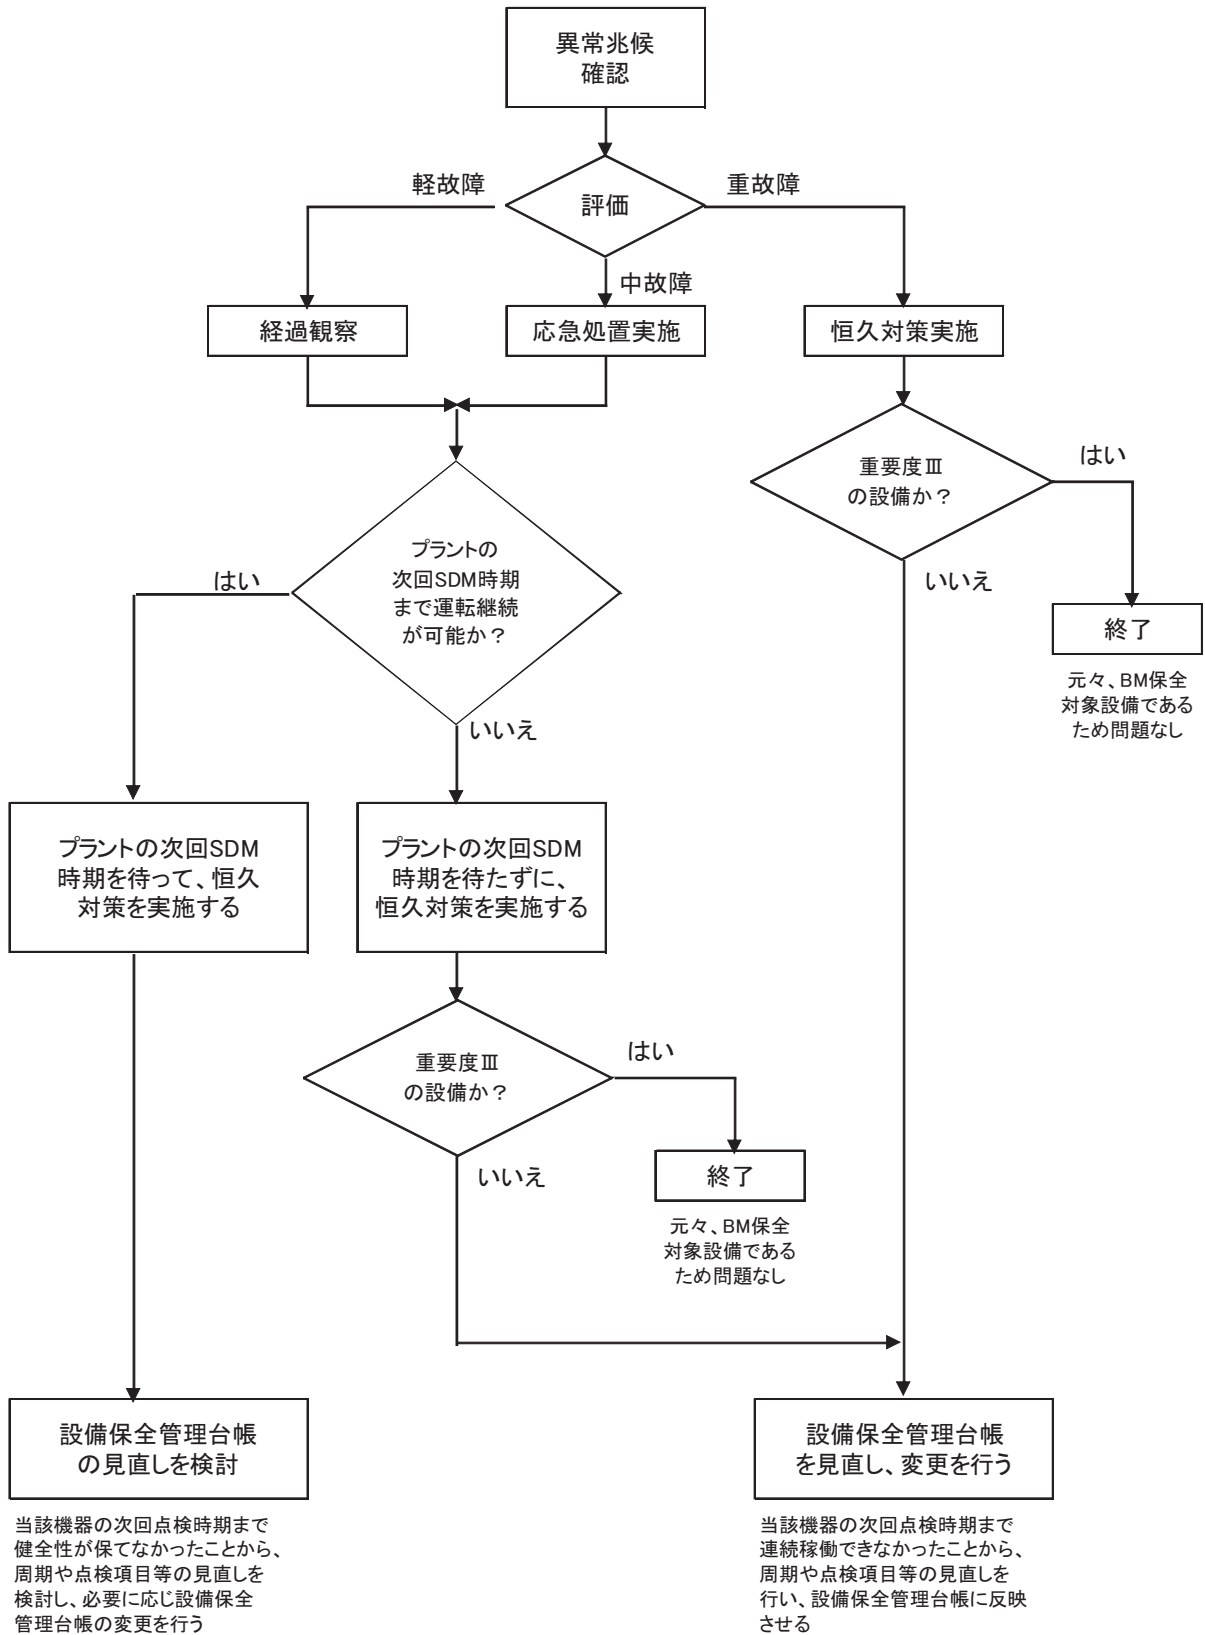 異常兆候
確認
軽故障
評価
重故障
中故障
経過観察
応急処置実施
恒久対策実施
重要度Ⅲ
の設備か？
はい
いいえ
終了
元々、BM保全
対象設備である
ため問題なし
プラントの
次回SDM時期
まで運転継続
が可能か？
はい
いいえ
プラントの次回SDM
時期を待って、恒久
対策を実施する
プラントの次回SDM
時期を待たずに、
恒久対策を実施する
重要度Ⅲ
の設備か？
はい
いいえ
終了
元々、BM保全
対象設備である
ため問題なし
設備保全管理台帳
の見直しを検討
当該機器の次回点検時期まで
健全性が保てなかったことから、
周期や点検項目等の見直しを
検討し、必要に応じ設備保全
管理台帳の変更を行う
設備保全管理台帳
を見直し、変更を行う
当該機器の次回点検時期まで
連続稼働できなかったことから、
周期や点検項目等の見直しを
行い、設備保全管理台帳に反映
させる